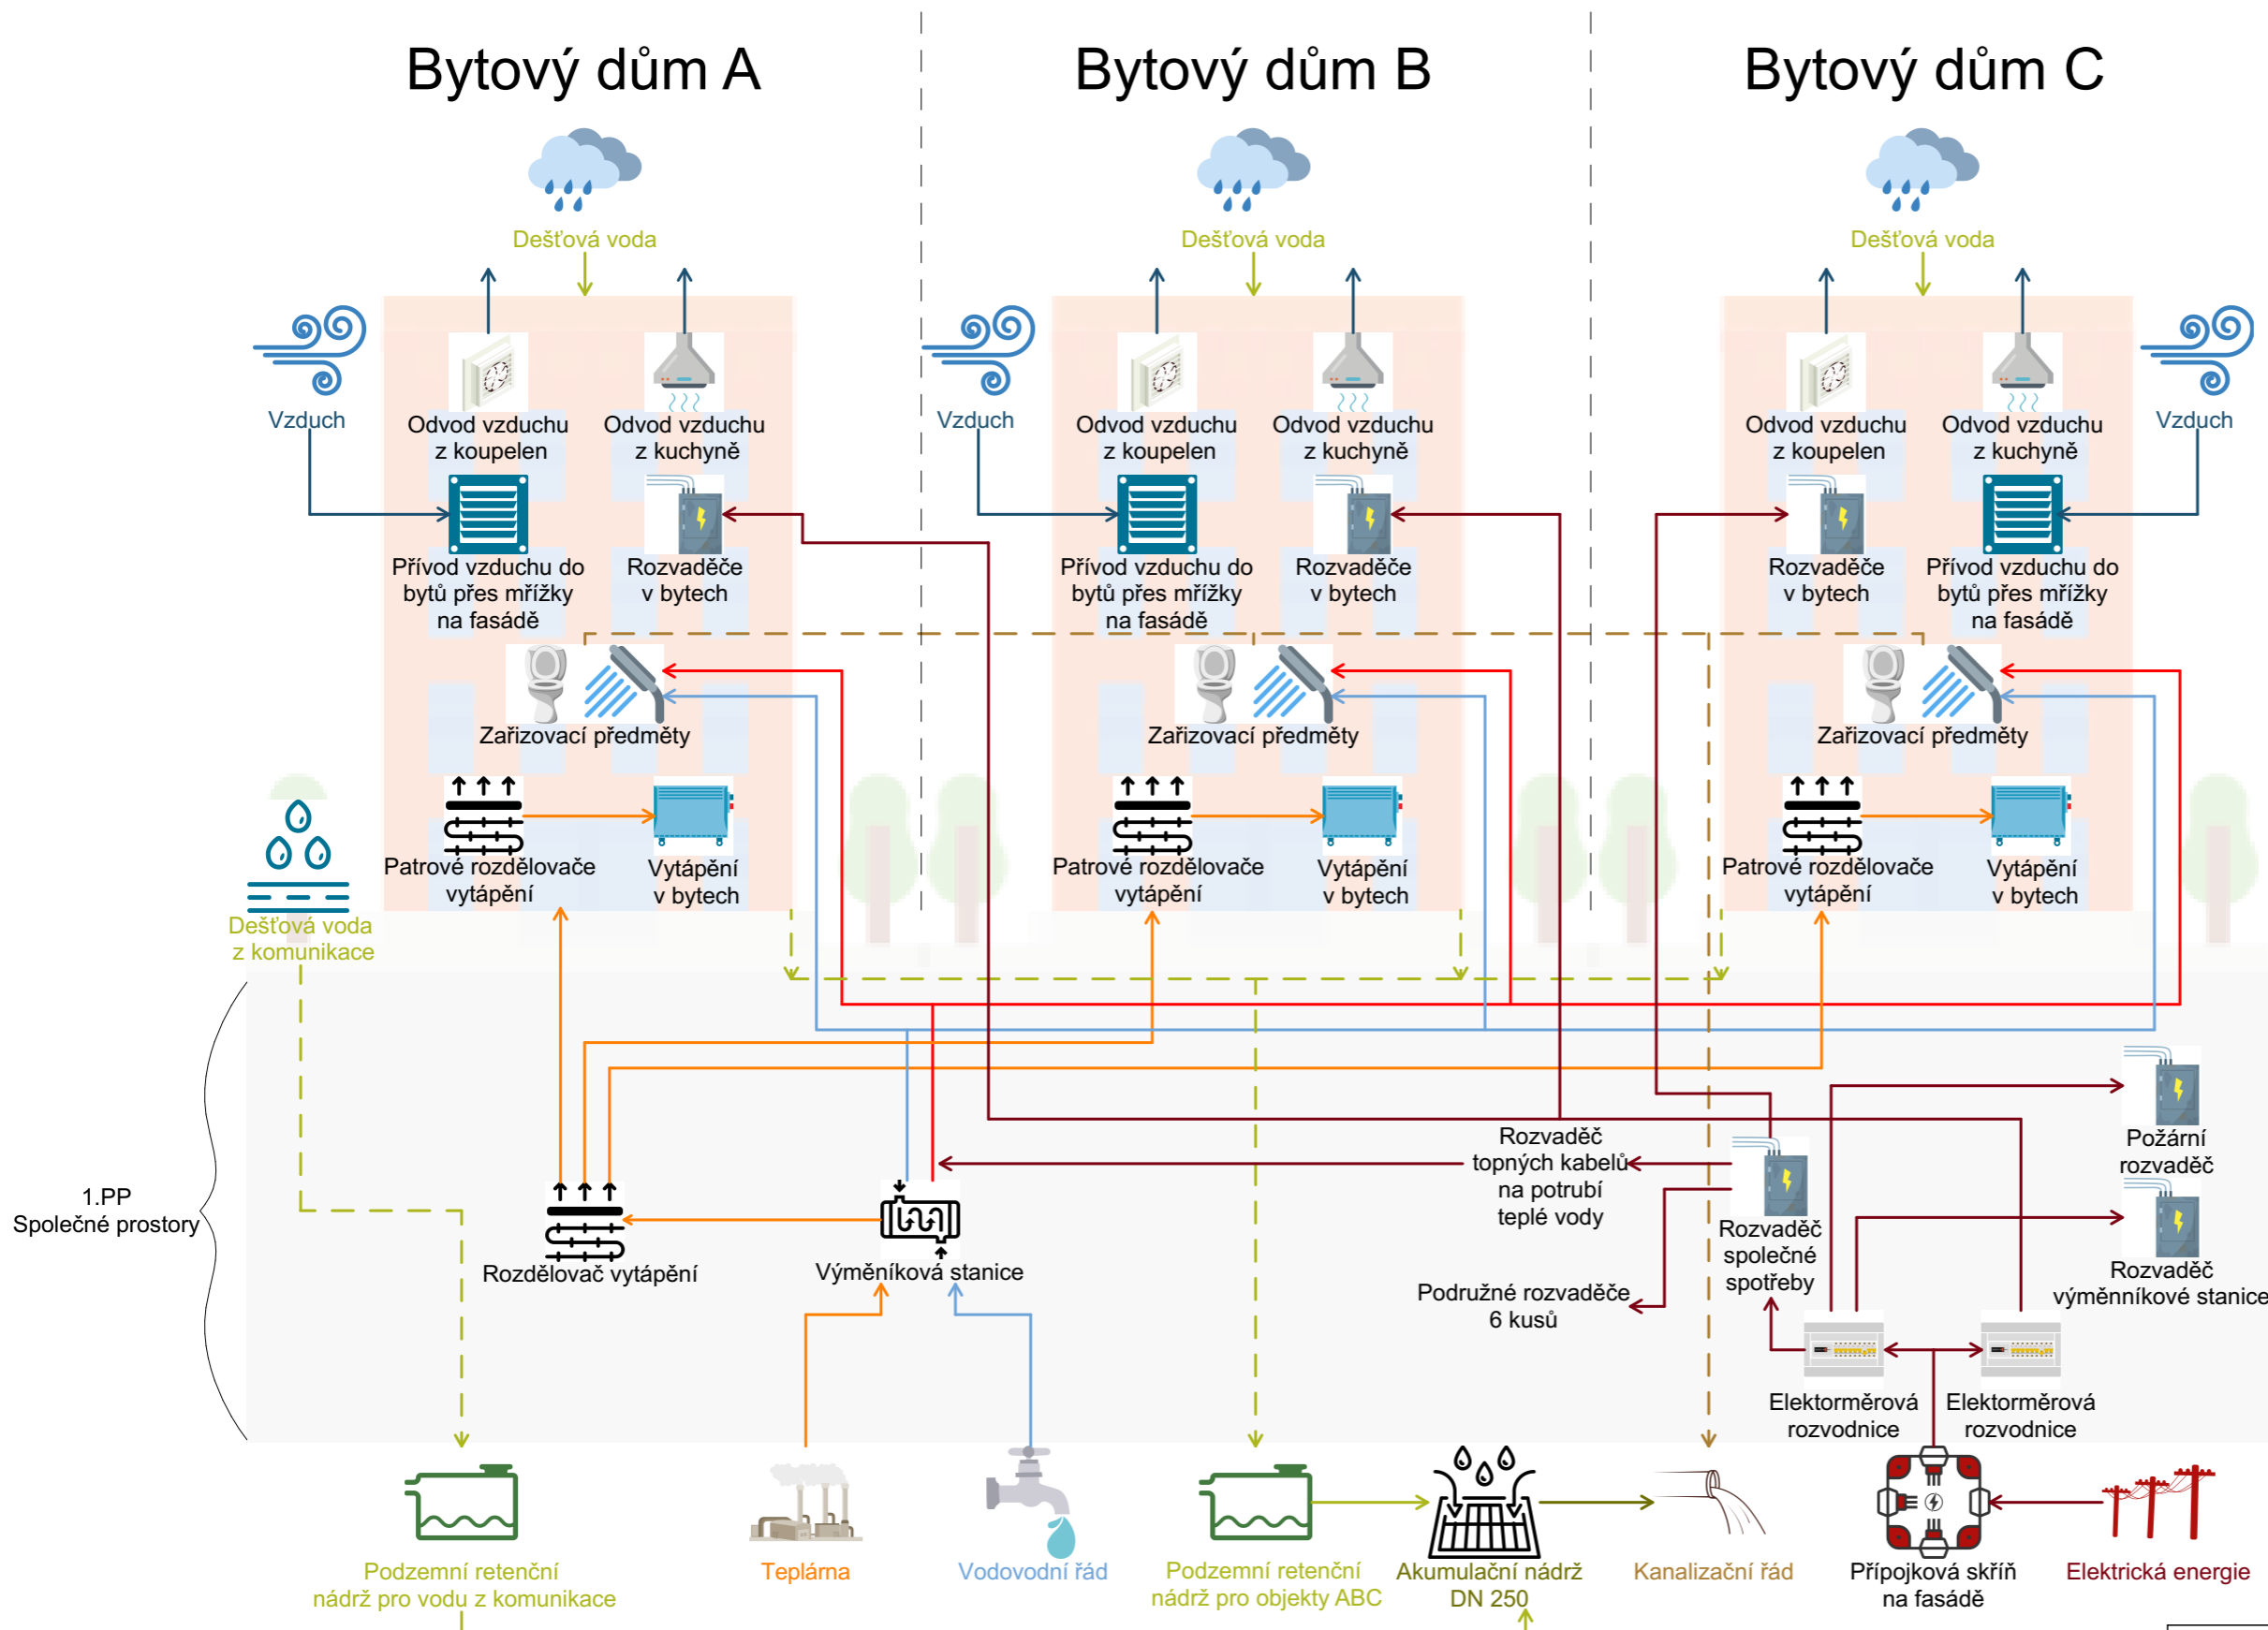 Bytový dům A
Bytový dům B
Bytový dům C
Dešťová voda
Dešťová voda
Dešťová voda
Vzduch
Odvod vzduchu
z koupelen
Odvod vzduchu
z kuchyně
Vzduch
Odvod vzduchu
z koupelen
Odvod vzduchu
z kuchyně
Odvod vzduchu
z koupelen
Odvod vzduchu
z kuchyně
Vzduch
Přívod vzduchu do
bytů přes mřížky
na fasádě
Rozvaděče
v bytech
Přívod vzduchu do
bytů přes mřížky
na fasádě
Rozvaděče
v bytech
Rozvaděče
v bytech
Přívod vzduchu do
bytů přes mřížky
na fasádě
Zařizovací předměty
Zařizovací předměty
Zařizovací předměty
Patrové rozdělovače
vytápění
Vytápění
v bytech
Patrové rozdělovače
vytápění
Vytápění
v bytech
Patrové rozdělovače
vytápění
Vytápění
v bytech
Dešťová voda
z komunikace
1.PP
Společné prostory
Rozdělovač vytápění
Výměníková stanice
Rozvaděč
topných kabelů
na potrubí
teplé vody
Podružné rozvaděče
6 kusů
Rozvaděč
společné
spotřeby
Požární
rozvaděč
Rozvaděč
výměnníkové stanice
Elektorměrová
rozvodnice
Elektorměrová
rozvodnice
Podzemní retenční
nádrž pro vodu z komunikace
Teplárna
Vodovodní řád
Podzemní retenční
nádrž pro objekty ABC
Akumulační nádrž
DN 250
Kanalizační řád
Přípojková skříň
na fasádě
Elektrická energie